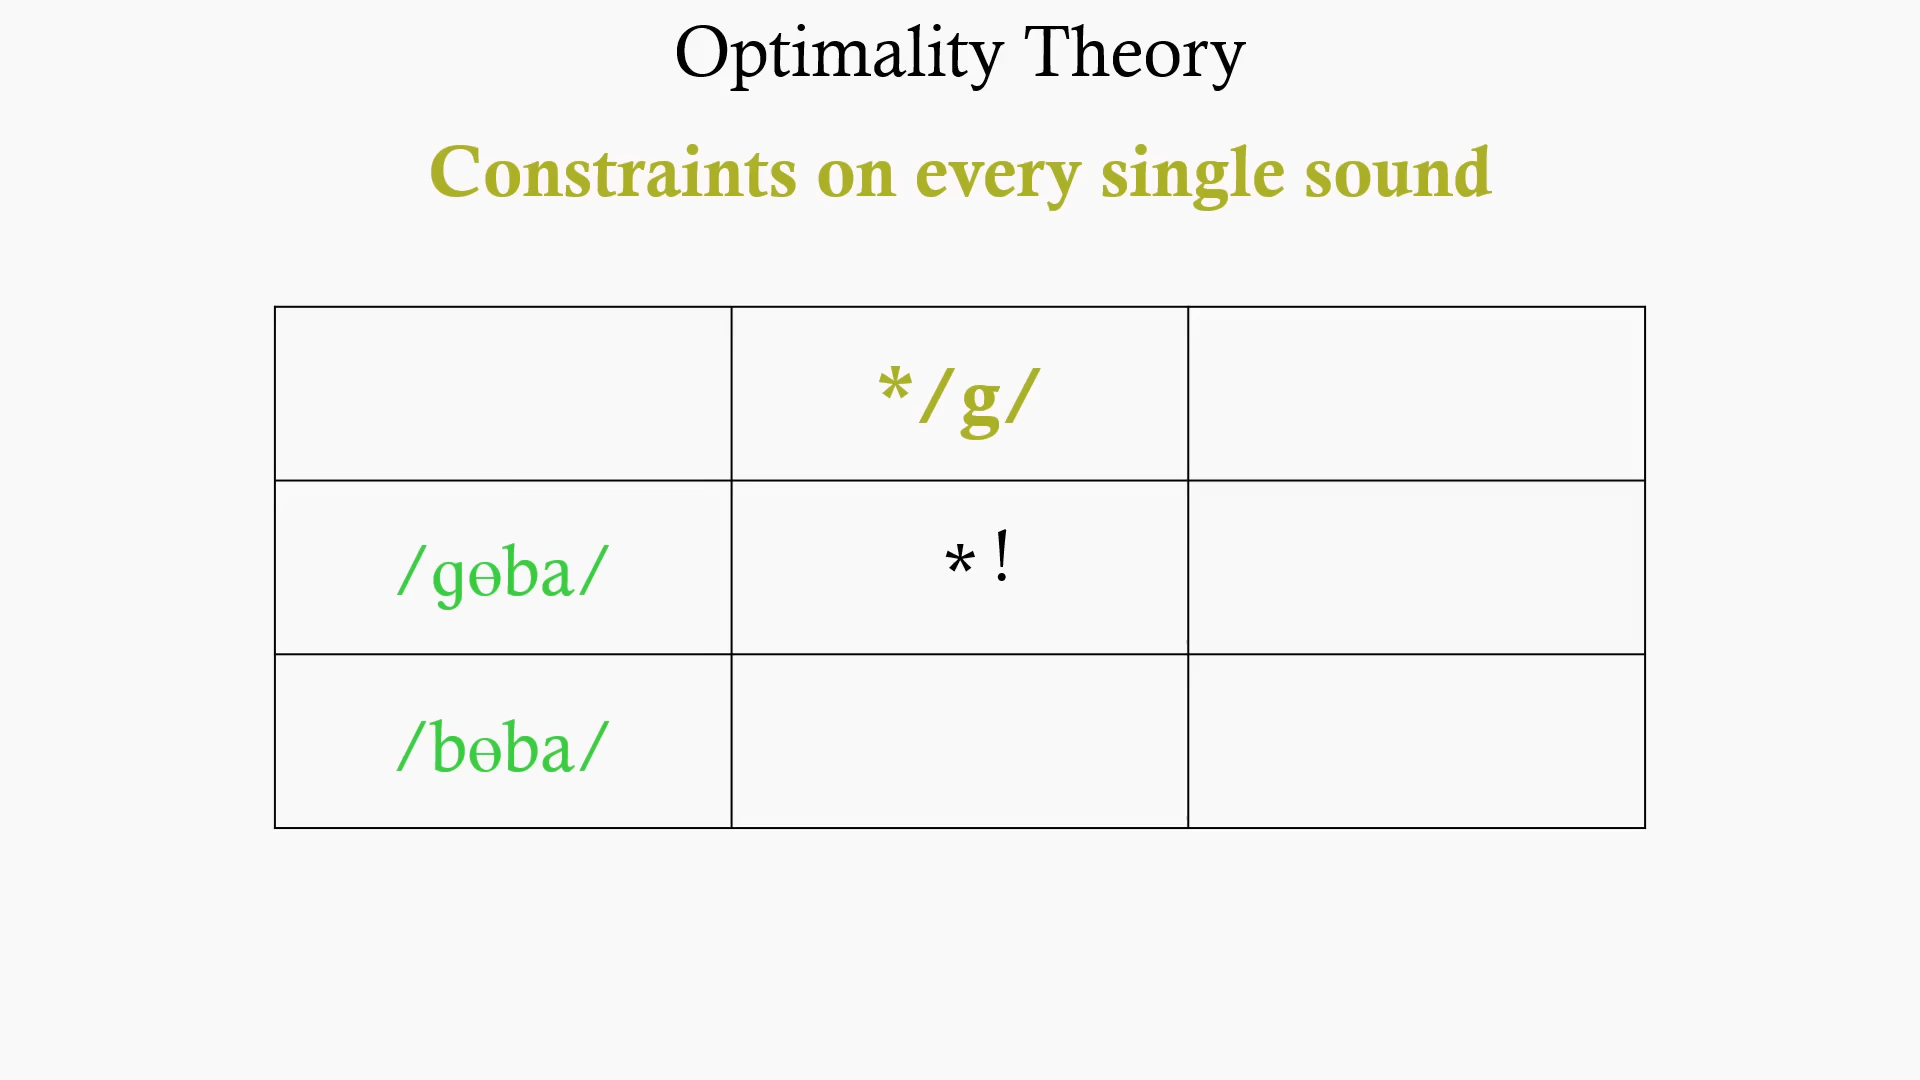 Optimality Theory
Constraints on every single sound
*/g/
/gɵba/ *!
/bɵba/